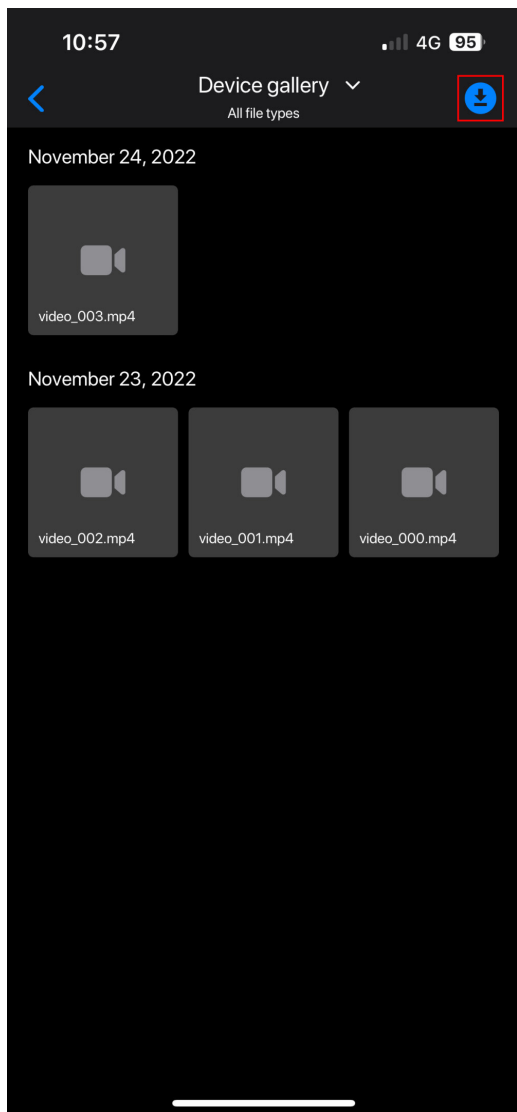 10:57 4G 95
Device gallery
All file types
November 24, 2022
video_003.mp4
November 23, 2022
video_002.mp4 video_001.mp4 video_000.mp4